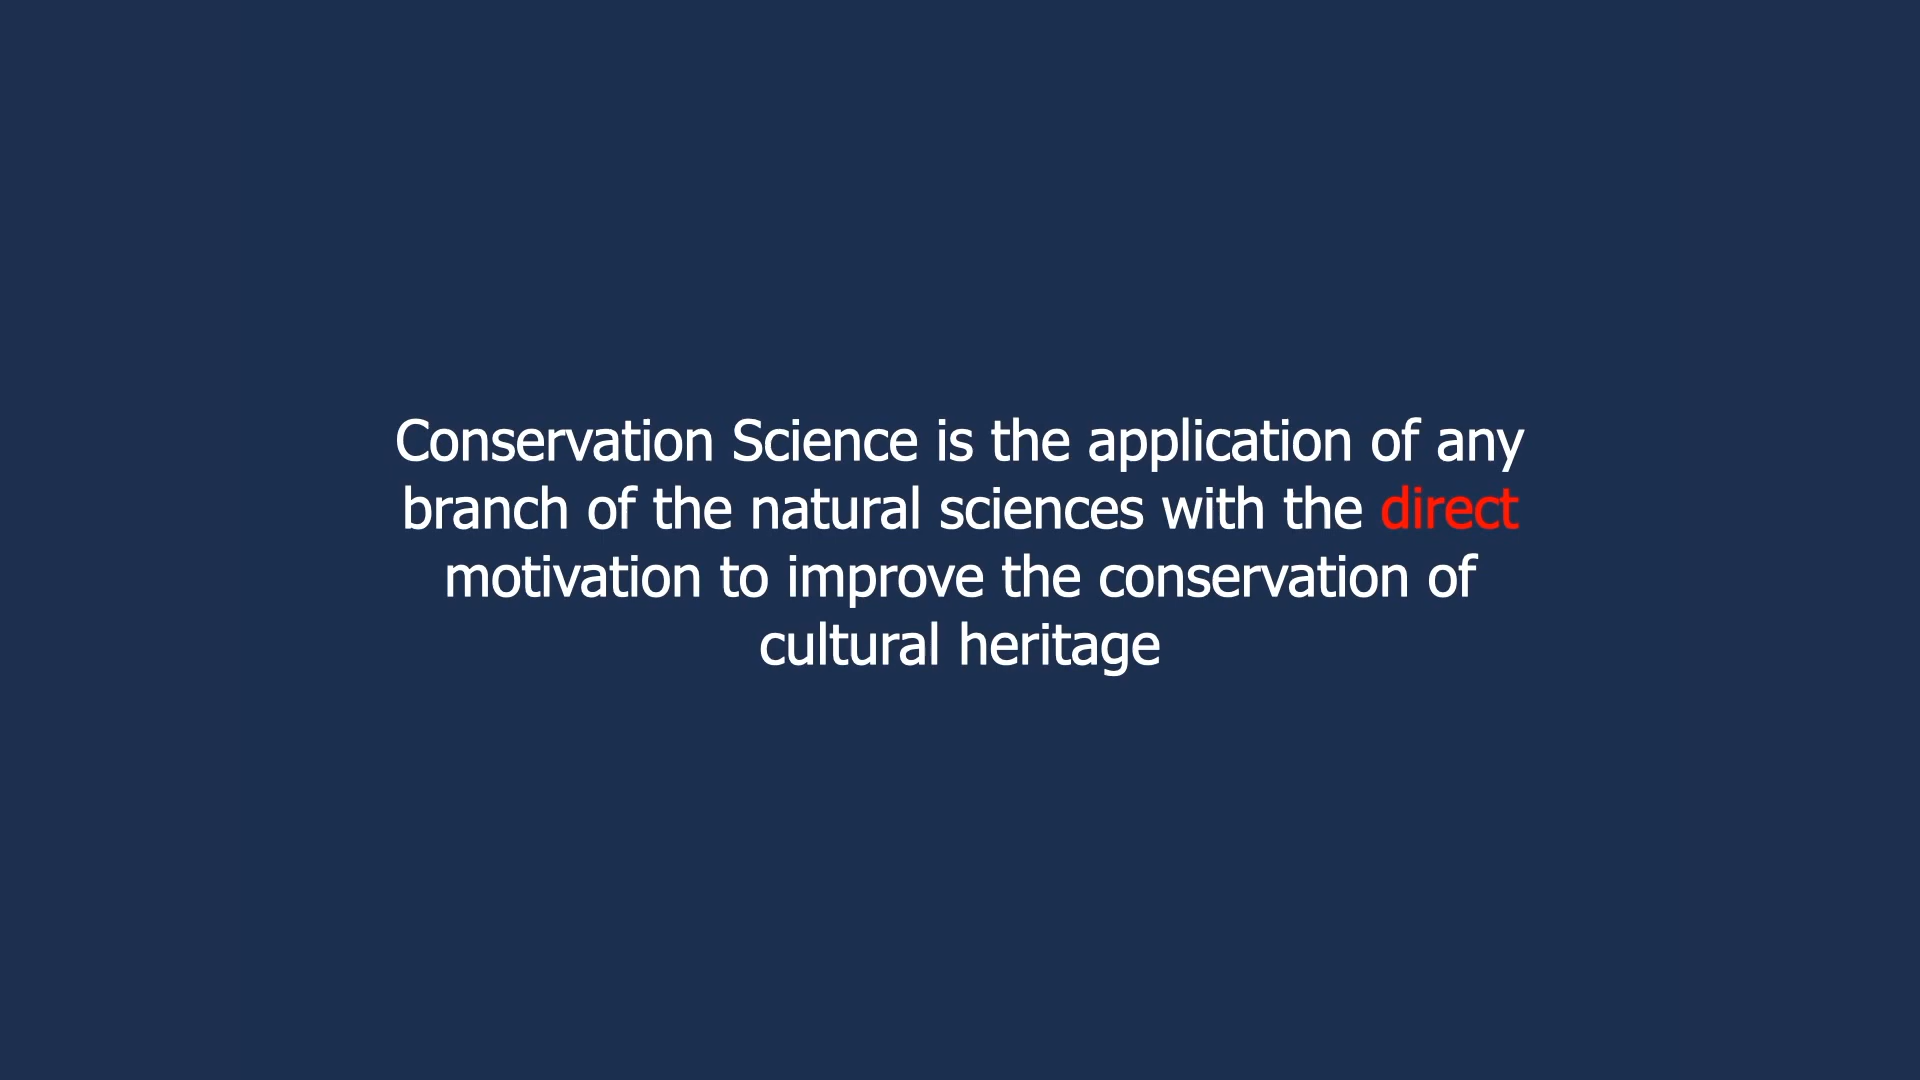 Conservation Science is the application of any
branch of the natural sciences with the direct
motivation to improve the conservation of
cultural heritage